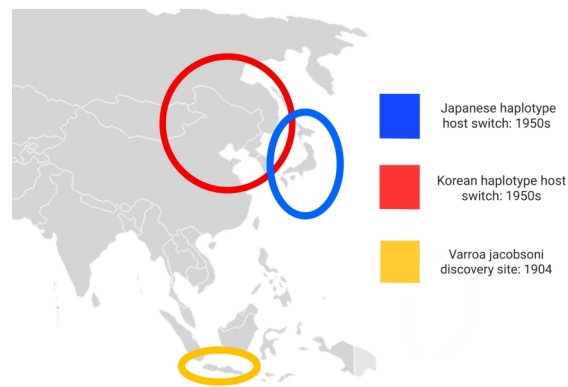 Japanese haplotype
host switch: 1950s
Korean haplotype host
switch: 1950s
Varroa jacobsoni
discovery site: 1904